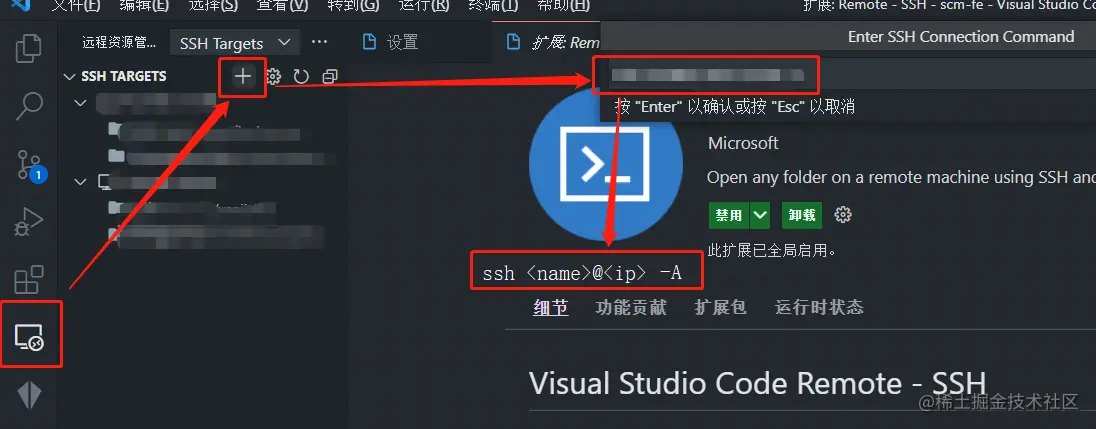 文件(F) 编辑(E) 选择(S) 查看(V) 转到(G) 运行(R) 终端(T) 帮助(H) 扩展: Remote - SSH - scm-fe - Visual Studio Code
远程资源管... SSH Targets ··· 设置 扩展: Rem
Enter SSH Connection Command
SSH TARGETS
按 "Enter" 以确认或按 "Esc" 以取消
Microsoft
Open any folder on a remote machine using SSH and
1
禁用 卸载
此扩展已全局启用。
ssh <name>@<ip> -A
细节 功能贡献 扩展包 运行时状态
Visual Studio Code Remote - SSH
@稀土掘金技术社区